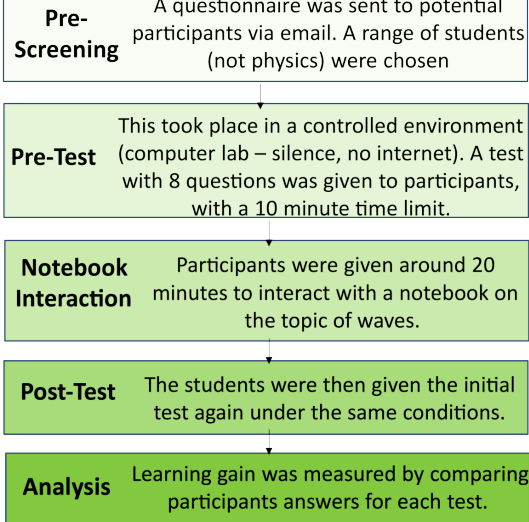 Pre-
Screening
A questionnaire was sent to potential
participants via email. A range of students
(not physics) were chosen
Pre-Test
This took place in a controlled environment
(computer lab – silence, no internet). A test
with 8 questions was given to participants,
with a 10 minute time limit.
Notebook
Interaction
Participants were given around 20
minutes to interact with a notebook on
the topic of waves.
Post-Test
The students were then given the initial
test again under the same conditions.
Analysis
Learning gain was measured by comparing
participants answers for each test.